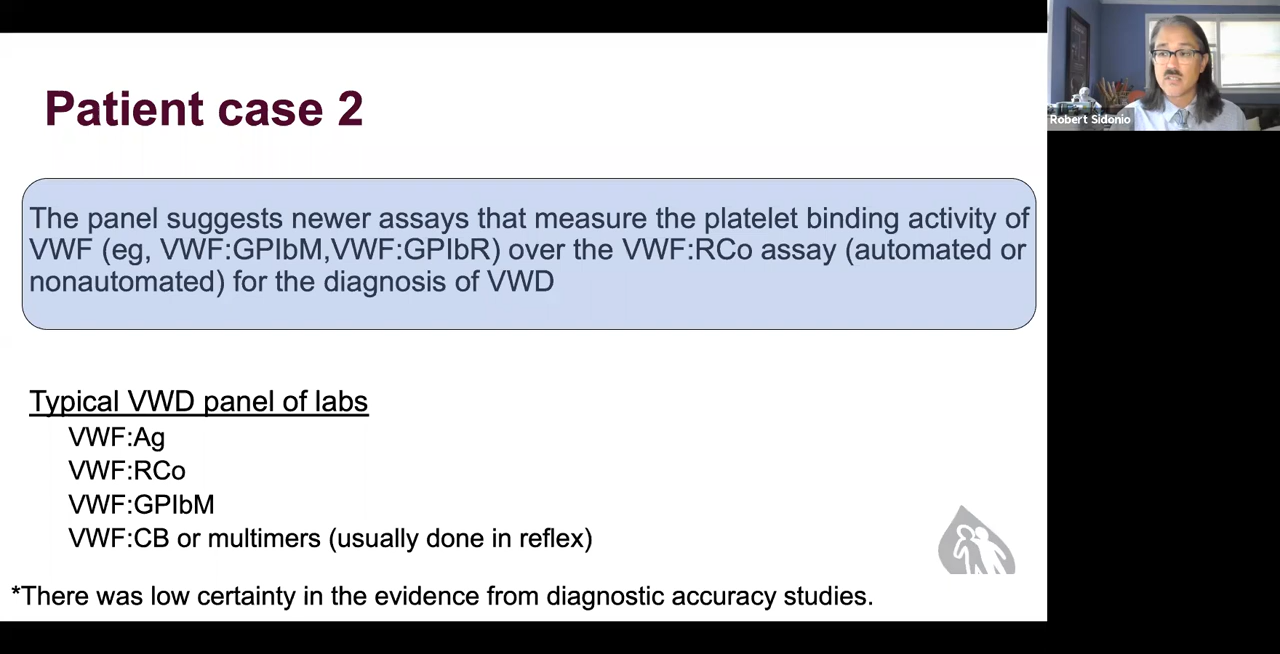 Patient case 2
The panel suggests newer assays that measure the platelet binding activity of
VWF (eg, VWF:GPIbM,VWF:GPIbR) over the VWF:RCo assay (automated or
nonautomated) for the diagnosis of VWD
Typical VWD panel of labs
VWF:Ag
VWF:RCo
VWF:GPIbM
VWF:CB or multimers (usually done in reflex)
*There was low certainty in the evidence from diagnostic accuracy studies.
Robert Sidonio